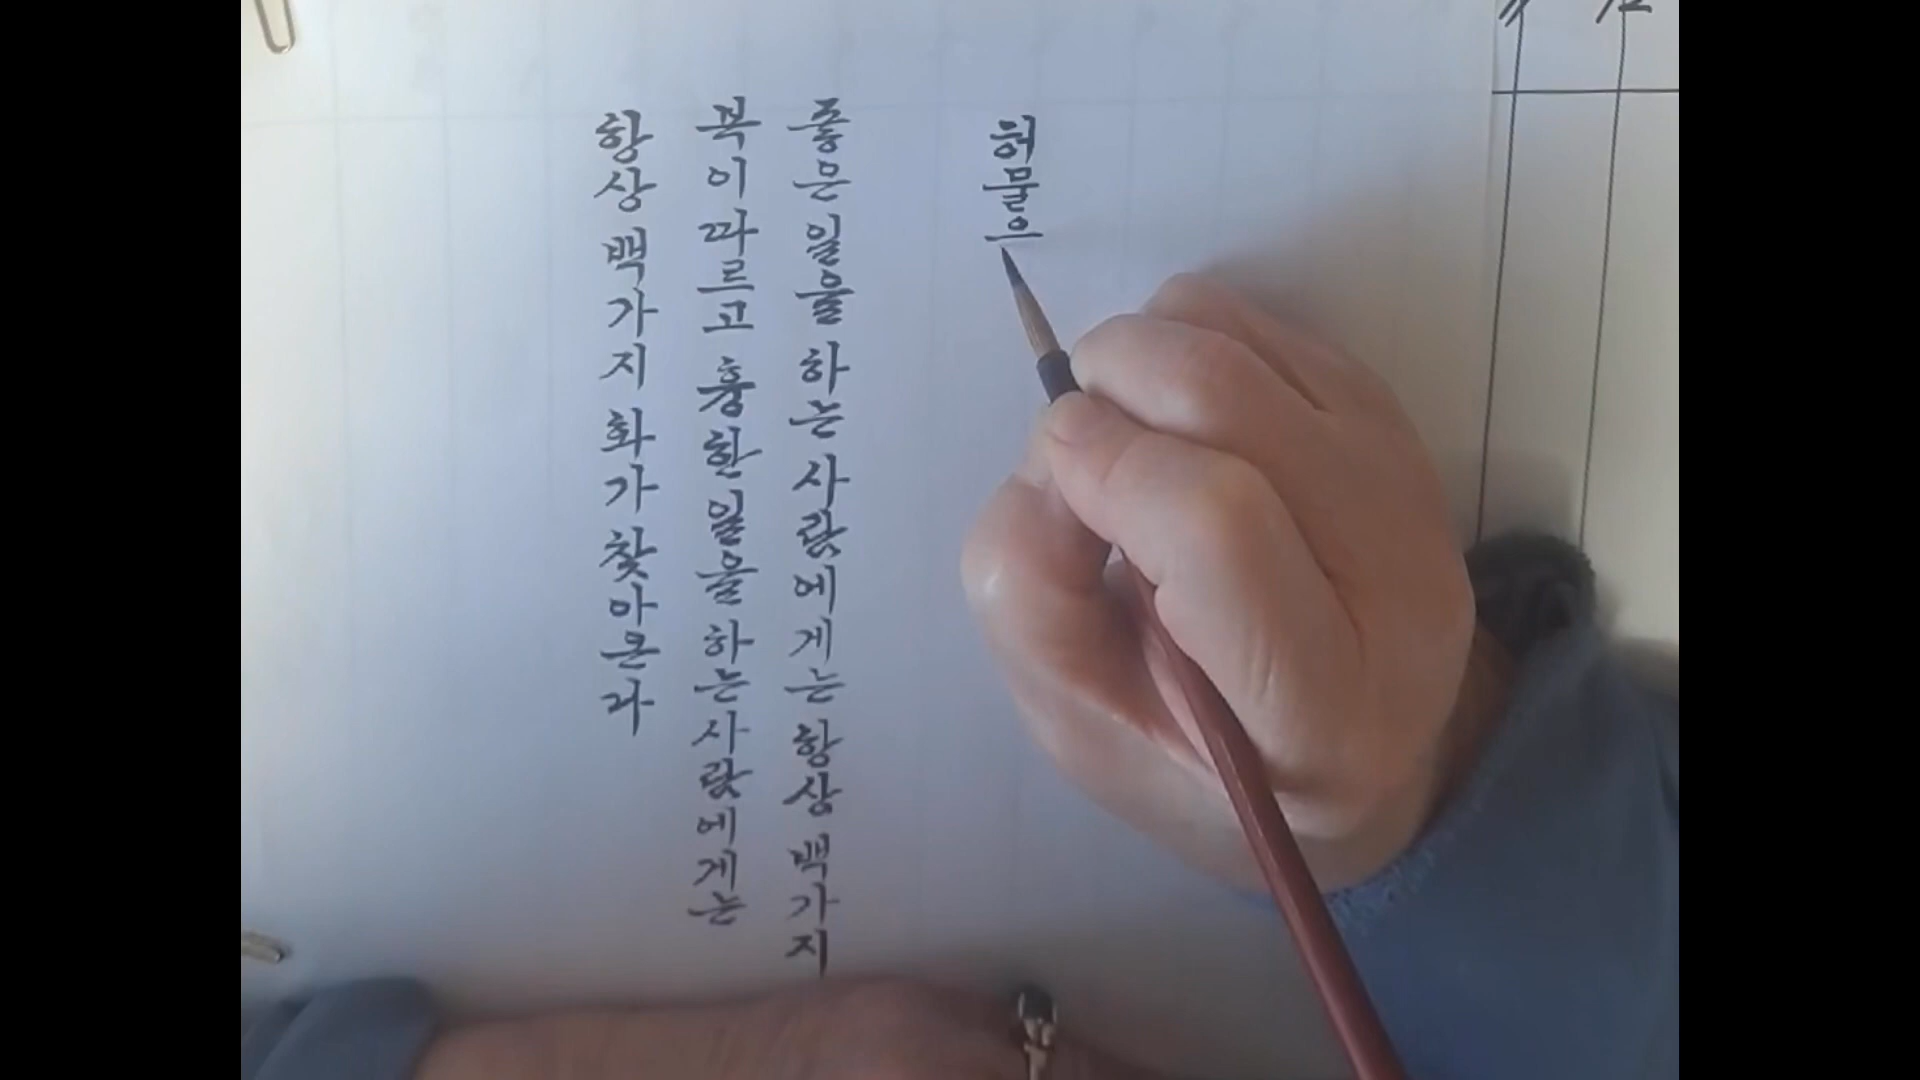 허물으
좋은 일을 하는 사람에게는 항상 백가지
복이 따르고 흉한 일을 하는 사람에게는
항상 백가지 화가 찾아온다